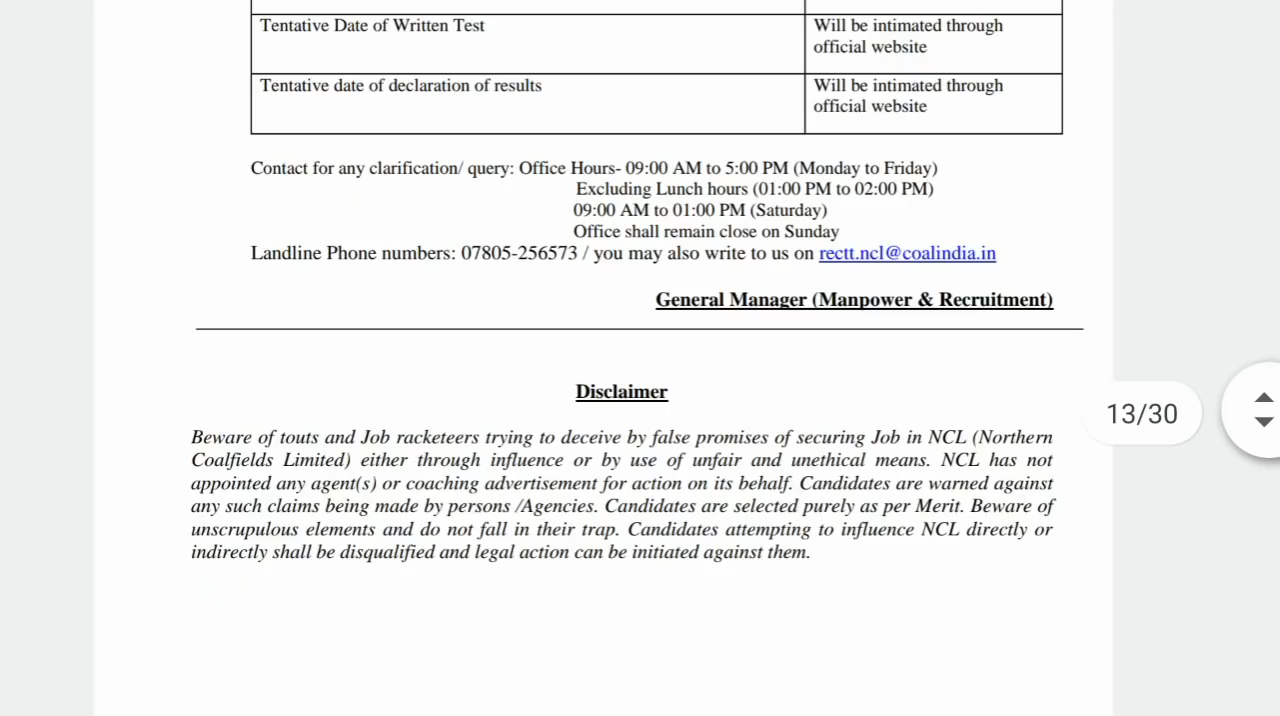 Tentative Date of Written Test
Will be intimated through
official website
Tentative date of declaration of results
Will be intimated through
official website
Contact for any clarification/ query: Office Hours- 09:00 AM to 5:00 PM (Monday to Friday)
Excluding Lunch hours (01:00 PM to 02:00 PM)
09:00 AM to 01:00 PM (Saturday)
Office shall remain close on Sunday
Landline Phone numbers: 07805-256573 / you may also write to us on rectt.ncl@coalindia.in
General Manager (Manpower & Recruitment)
Disclaimer
13/30
Beware of touts and Job racketeers trying to deceive by false promises of securing Job in NCL (Northern
Coalfields Limited) either through influence or by use of unfair and unethical means. NCL has not
appointed any agent(s) or coaching advertisement for action on its behalf. Candidates are warned against
any such claims being made by persons /Agencies. Candidates are selected purely as per Merit. Beware of
unscrupulous elements and do not fall in their trap. Candidates attempting to influence NCL directly or
indirectly shall be disqualified and legal action can be initiated against them.